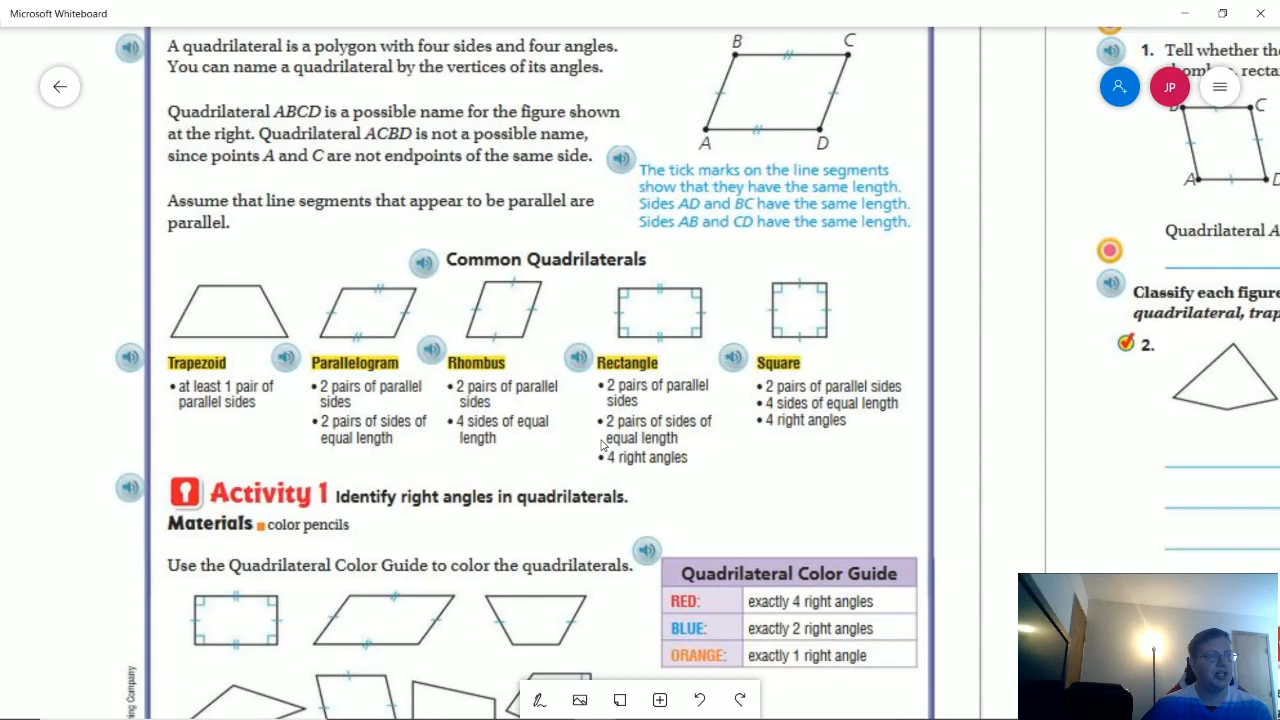 Microsoft Whiteboard
A quadrilateral is a polygon with four sides and four angles.
You can name a quadrilateral by the vertices of its angles.
Quadrilateral ABCD is a possible name for the figure shown
at the right. Quadrilateral ACBD is not a possible name,
since points A and C are not endpoints of the same side.
Assume that line segments that appear to be parallel are
parallel.
B C
A D
The tick marks on the line segments
show that they have the same length.
Sides AD and BC have the same length.
Sides AB and CD have the same length.
Common Quadrilaterals
Trapezoid
• at least 1 pair of
parallel sides
Parallelogram
• 2 pairs of parallel
sides
• 2 pairs of sides of
equal length
Rhombus
• 2 pairs of parallel
sides
• 4 sides of equal
length
Rectangle
• 2 pairs of parallel
sides
• 2 pairs of sides of
equal length
• 4 right angles
Square
• 2 pairs of parallel sides
• 4 sides of equal length
• 4 right angles
Activity 1 Identify right angles in quadrilaterals.
Materials ■ color pencils
Use the Quadrilateral Color Guide to color the quadrilaterals.
Quadrilateral Color Guide
RED: exactly 4 right angles
BLUE: exactly 2 right angles
ORANGE: exactly 1 right angle
Company
1. Tell whether the
JP
B C
A D
Quadrilateral A
Classify each figure
quadrilateral, trap
2.